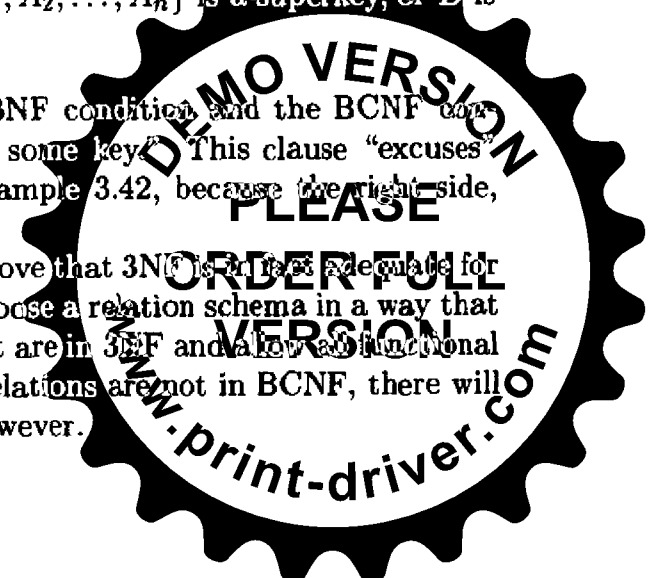 , A2, ..., An} is a superkey, or B is
3NF condition and the BCNF con-
some key." This clause "excuses"
ample 3.42, because the right side,
ove that 3NF is in fact adequate for
oose a relation schema in a way that
t are in 3NF and allow all functional
elations are not in BCNF, there will
wever.
DEMO VERSION
PLEASE
ORDER FULL
VERSION
www.print-driver.com